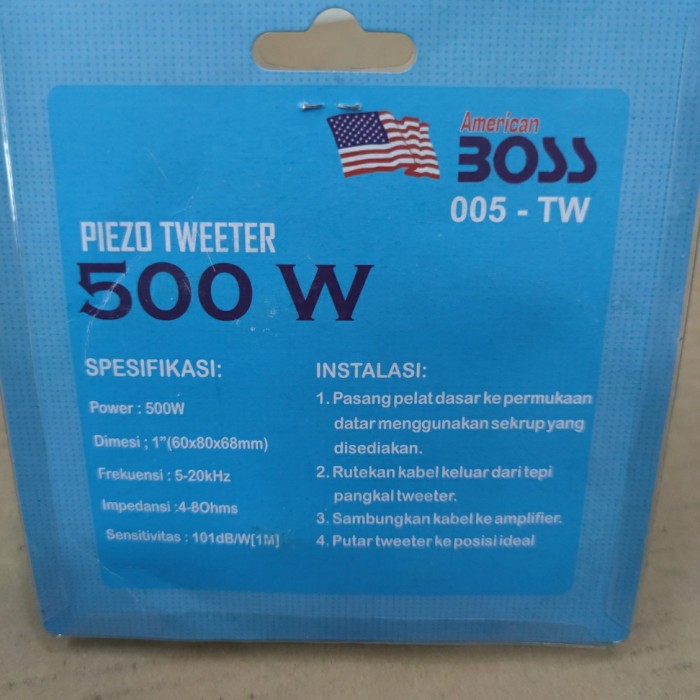 American
BOSS
005 - TW
PIEZO TWEETER
500 W
SPESIFIKASI:
Power : 500W
Dimesi ; 1"(60x80x68mm)
Frekuensi : 5-20kHz
Impedansi :4-8Ohms
Sensitivitas : 101dB/W[1M]
INSTALASI:
1. Pasang pelat dasar ke permukaan
datar menggunakan sekrup yang
disediakan.
2. Rutekan kabel keluar dari tepi
pangkal tweeter.
3. Sambungkan kabel ke amplifier.
4. Putar tweeter ke posisi ideal